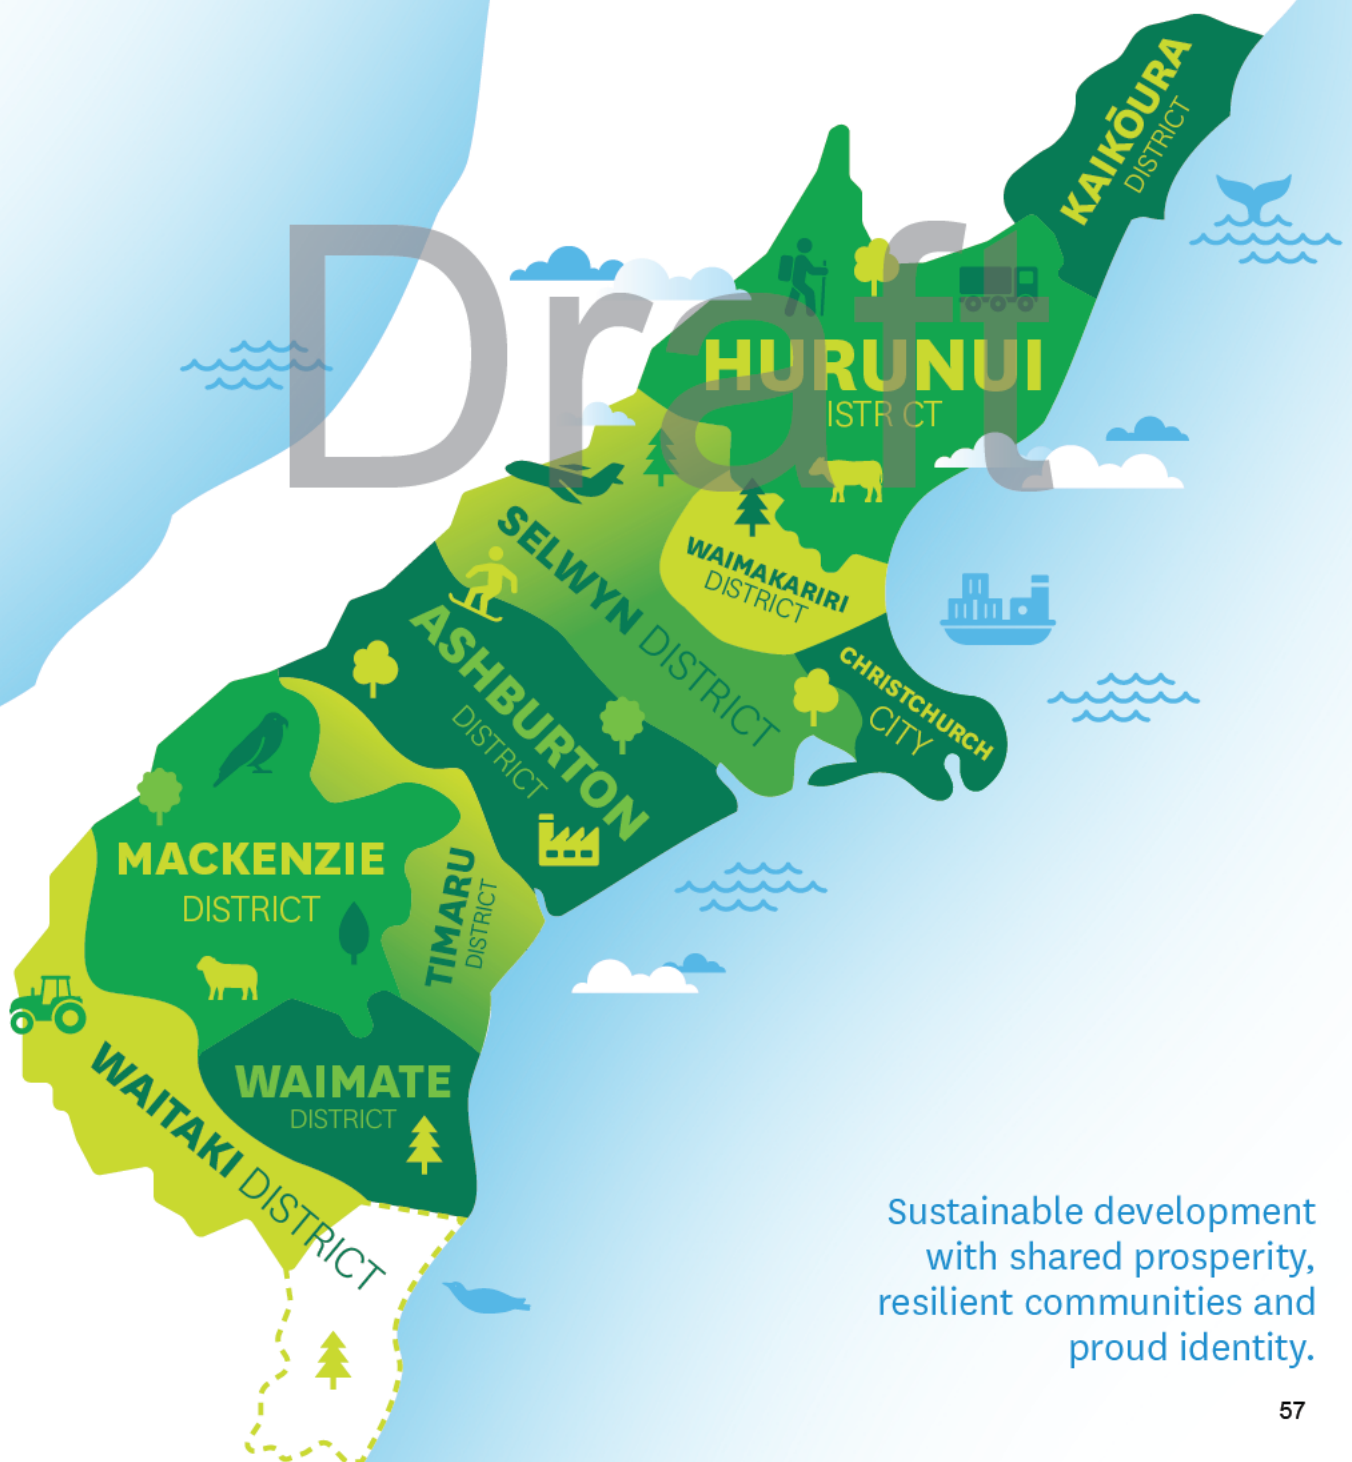 KAIKŌURA
DISTRICT
Draft
HURUNUI
ISTR CT
SELWYN DISTRICT
WAIMAKARIRI
DISTRICT
ASHBURTON
DISTRICT
CHRISTCHURCH
CITY
MACKENZIE
DISTRICT
TIMARU
DISTRICT
WAIMATE
DISTRICT
WAITAKI DISTRICT
Sustainable development
with shared prosperity,
resilient communities and
proud identity.
57